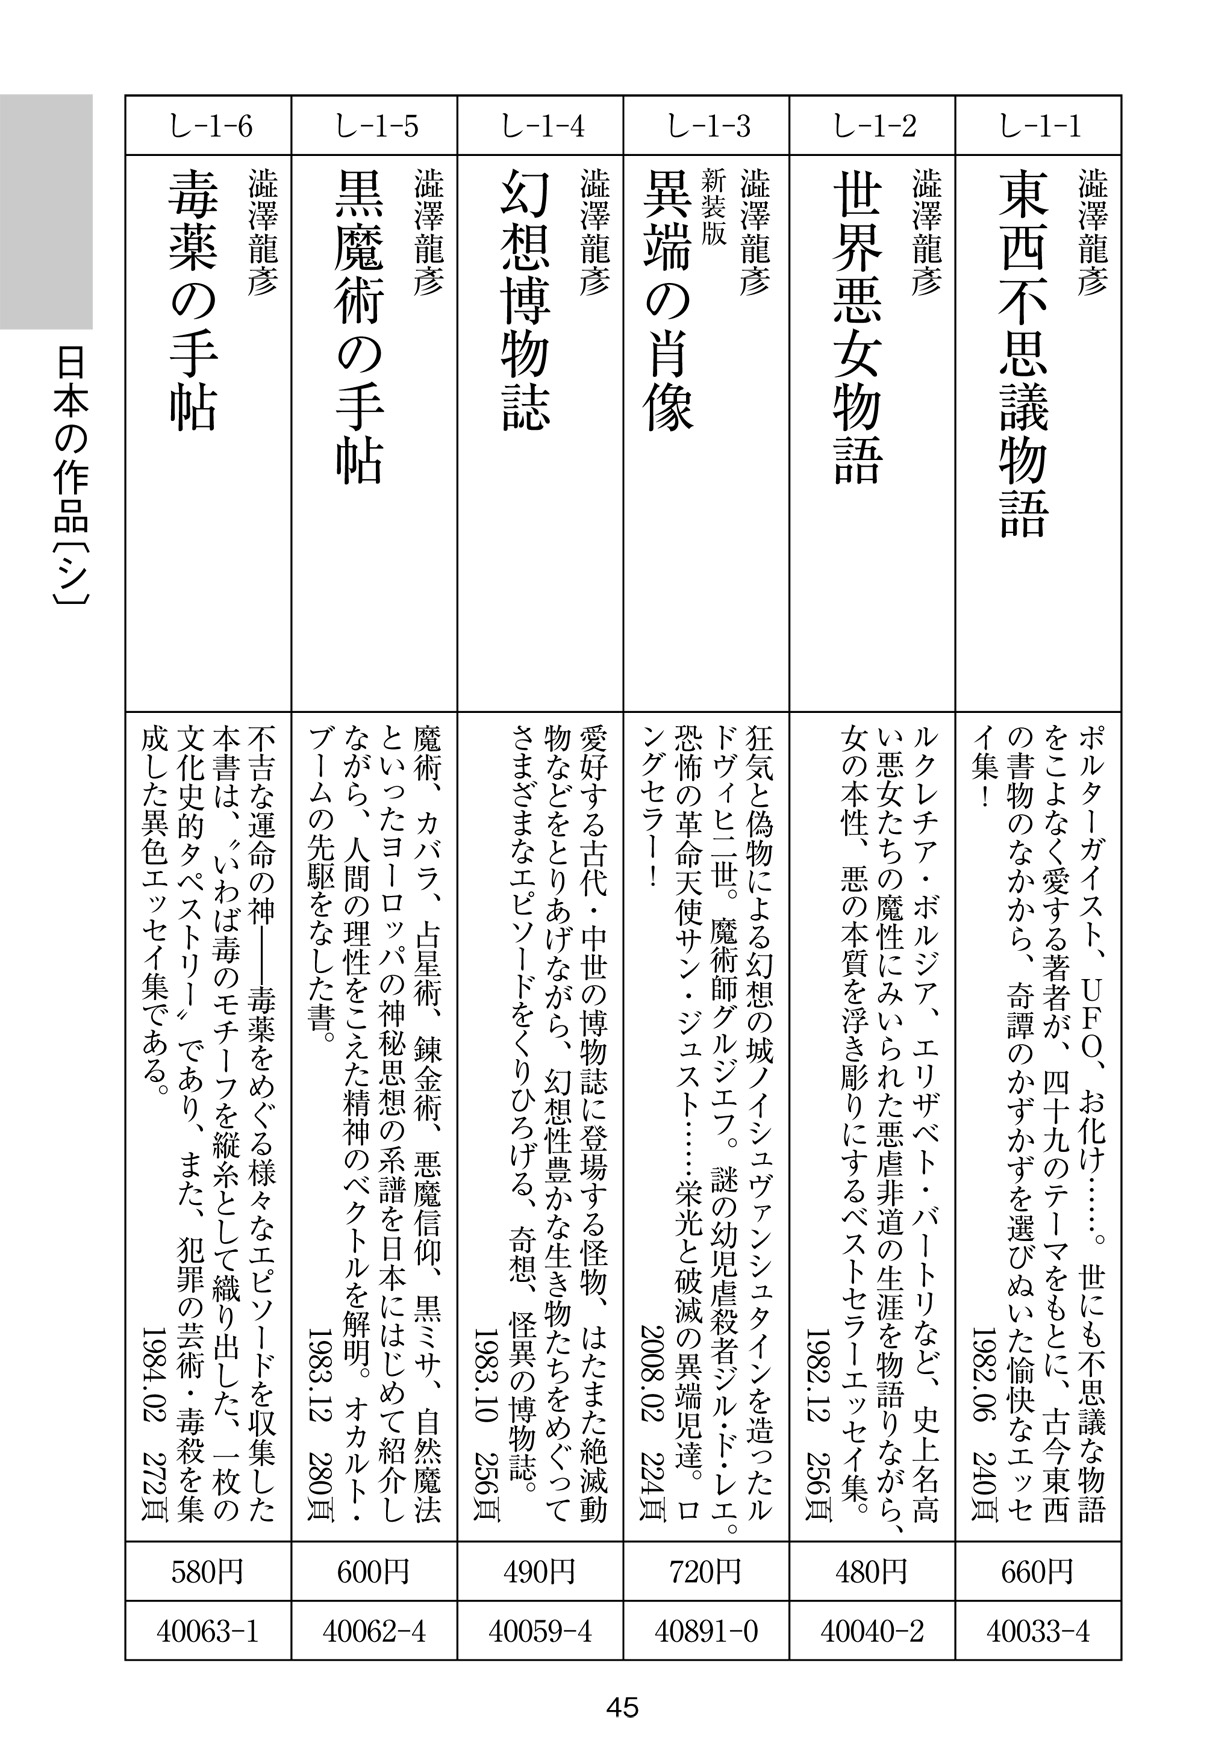 し-1-1
澁澤龍彥
東西不思議物語
ポルターガイスト、UFO、お化け……。世にも不思議な物語
をこよなく愛する著者が、四十九のテーマをもとに、古今東西
の書物のなかから、奇譚のかずかずを選びぬいた愉快なエッセ
イ集！
1982.06　240頁
660円
40033-4
し-1-2
澁澤龍彥
世界悪女物語
ルクレチア・ボルジア、エリザベト・バートリなど、史上名高
い悪女たちの魔性にみいられた悪虐非道の生涯を物語りながら、
女の本性、悪の本質を浮き彫りにするベストセラーエッセイ集。
1982.12　256頁
480円
40040-2
し-1-3
澁澤龍彥
新装版
異端の肖像
狂気と偽物による幻想の城ノイシュヴァンシュタインを造ったル
ドヴィヒ二世。魔術師グルジエフ。謎の幼児虐殺者ジル・ド・レエ。
恐怖の革命天使サン・ジュスト……栄光と破滅の異端児達。ロ
ングセラー！
2008.02　224頁
720円
40891-0
し-1-4
澁澤龍彥
幻想博物誌
愛好する古代・中世の博物誌に登場する怪物、はたまた絶滅動
物などをとりあげながら、幻想性豊かな生き物たちをめぐって
さまざまなエピソードをくりひろげる、奇想、怪異の博物誌。
1983.10　256頁
490円
40059-4
し-1-5
澁澤龍彥
黒魔術の手帖
魔術、カバラ、占星術、錬金術、悪魔信仰、黒ミサ、自然魔法
といったヨーロッパの神秘思想の系譜を日本にはじめて紹介し
ながら、人間の理性をこえた精神のベクトルを解明。オカルト・
ブームの先駆をなした書。
1983.12　280頁
600円
40062-4
し-1-6
澁澤龍彥
毒薬の手帖
不吉な運命の神――毒薬をめぐる様々なエピソードを収集した
本書は、〝いわば毒のモチーフを縦糸として織り出した、一枚の
文化史的タペストリー〟であり、また、犯罪の芸術・毒殺を集
成した異色エッセイ集である。
1984.02　272頁
580円
40063-1
日本の作品〔シ〕
45